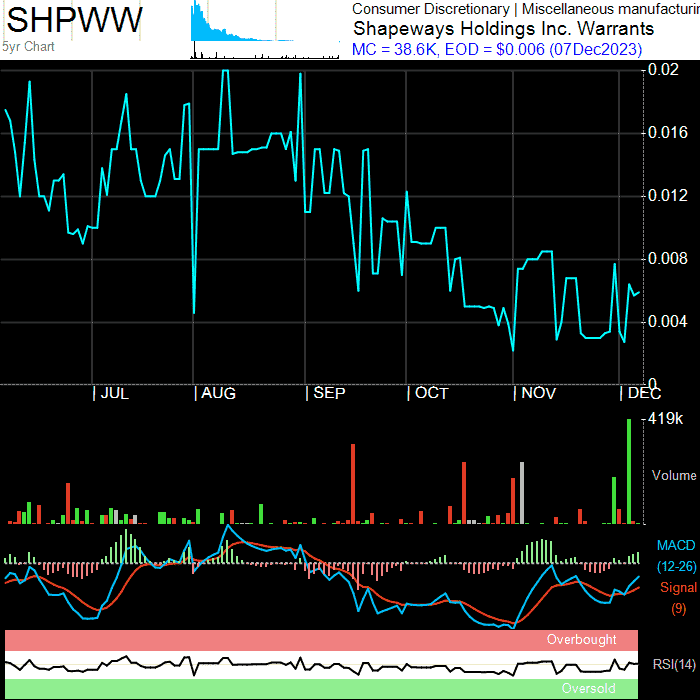 SHPWW
5yr Chart
Consumer Discretionary | Miscellaneous manufacturin
Shapeways Holdings Inc. Warrants
MC = 38.6K, EOD = $0.006 (07Dec2023)
0.02
0.016
0.012
0.008
0.004
0
| JUL | AUG | SEP | OCT | NOV | DEC
419k
Volume
MACD
(12-26)
Signal
(9)
Overbought
RSI(14)
Oversold